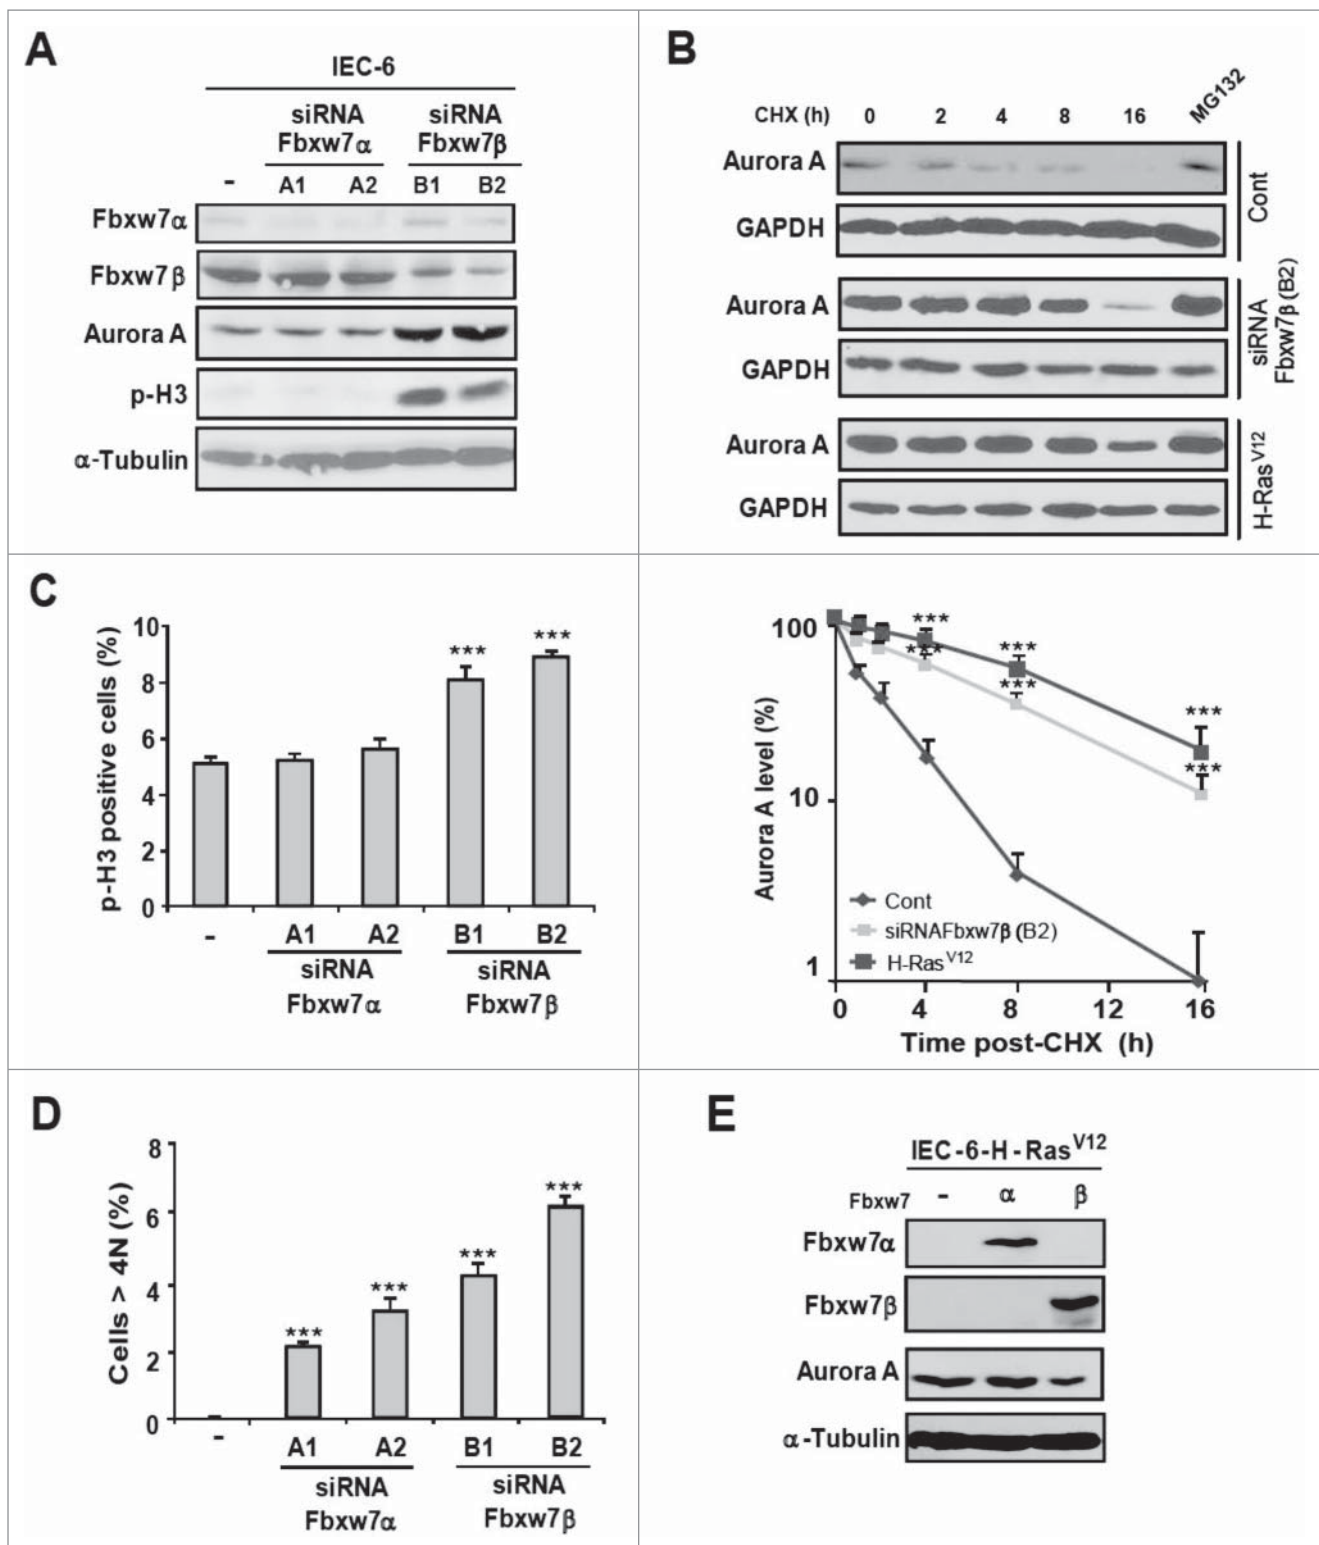 A
IEC-6
siRNA siRNA
Fbxw7α Fbxw7β
- A1 A2 B1 B2
Fbxw7α
Fbxw7β
Aurora A
p-H3
α-Tubulin
B
CHX (h) 0 2 4 8 16 MG132
Aurora A
GAPDH
Cont
Aurora A
GAPDH
siRNA
Fbxw7β (B2)
Aurora A
GAPDH
H-Ras V12
C
p-H3 positive cells (%)
10
8
6
4
2
0
***
***
- A1 A2 B1 B2
siRNA siRNA
Fbxw7α Fbxw7β
Aurora A level (%)
100
10
1
***
***
***
***
***
***
Cont
siRNAFbxw7β (B2)
H-Ras V12
0 4 8 12 16
Time post-CHX (h)
D
Cells > 4N (%)
8
6
4
2
0
***
***
***
***
- A1 A2 B1 B2
siRNA siRNA
Fbxw7α Fbxw7β
E
IEC-6-H-Ras V12
Fbxw7 - α β
Fbxw7α
Fbxw7β
Aurora A
α-Tubulin